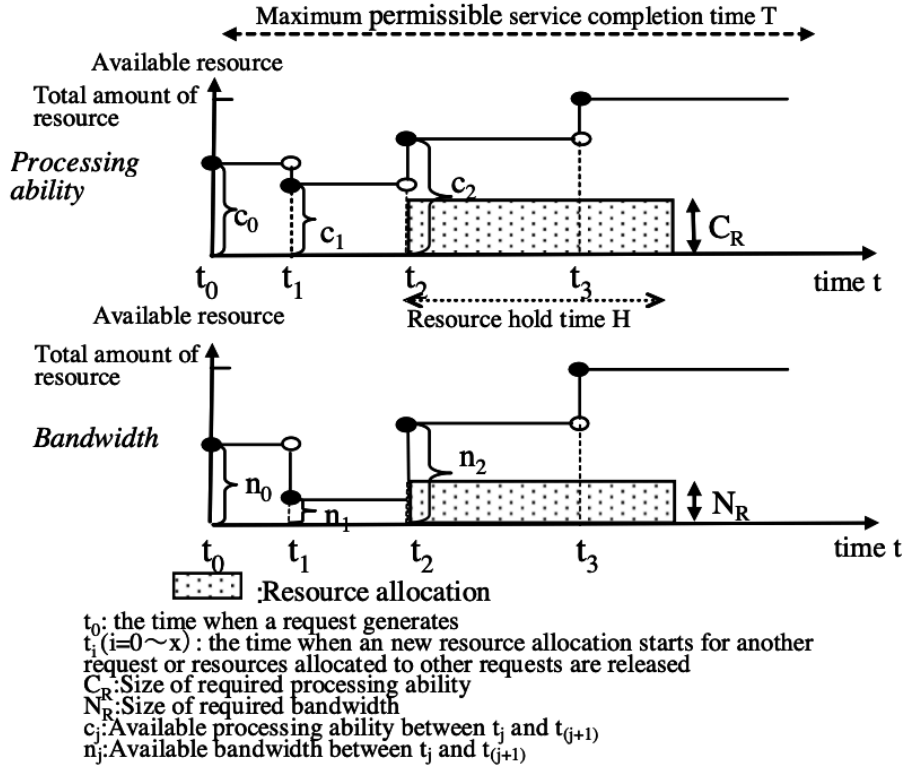 Maximum permissible service completion time T
Available resource
Total amount of
resource
Processing
ability
c0
c1
c2
CR
t0 t1 t2 t3 time t
Available resource
Resource hold time H
Total amount of
resource
Bandwidth
n0
n1
n2
NR
t0 t1 t2 t3 time t
:Resource allocation
t0: the time when a request generates
ti(i=0～x) : the time when an new resource allocation starts for another
request or resources allocated to other requests are released
CR:Size of required processing ability
NR:Size of required bandwidth
cj:Available processing ability between tj and t(j+1)
nj:Available bandwidth between tj and t(j+1)